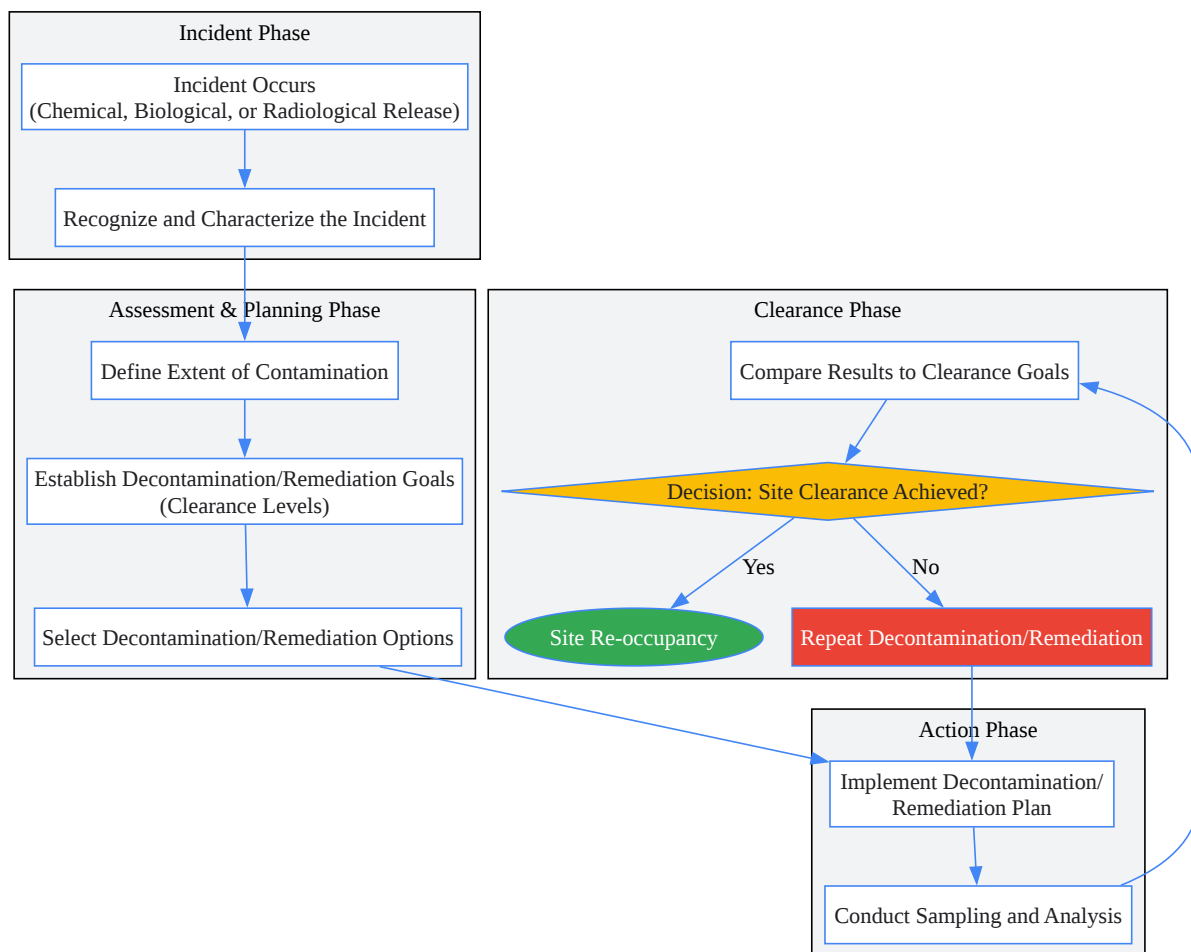 Incident Phase
Incident Occurs
(Chemical, Biological, or Radiological Release)
Recognize and Characterize the Incident
Assessment & Planning Phase
Define Extent of Contamination
Establish Decontamination/Remediation Goals
(Clearance Levels)
Select Decontamination/Remediation Options
Clearance Phase
Compare Results to Clearance Goals
Decision: Site Clearance Achieved?
Yes
No
Site Re-occupancy
Repeat Decontamination/Remediation
Action Phase
Implement Decontamination/
Remediation Plan
Conduct Sampling and Analysis